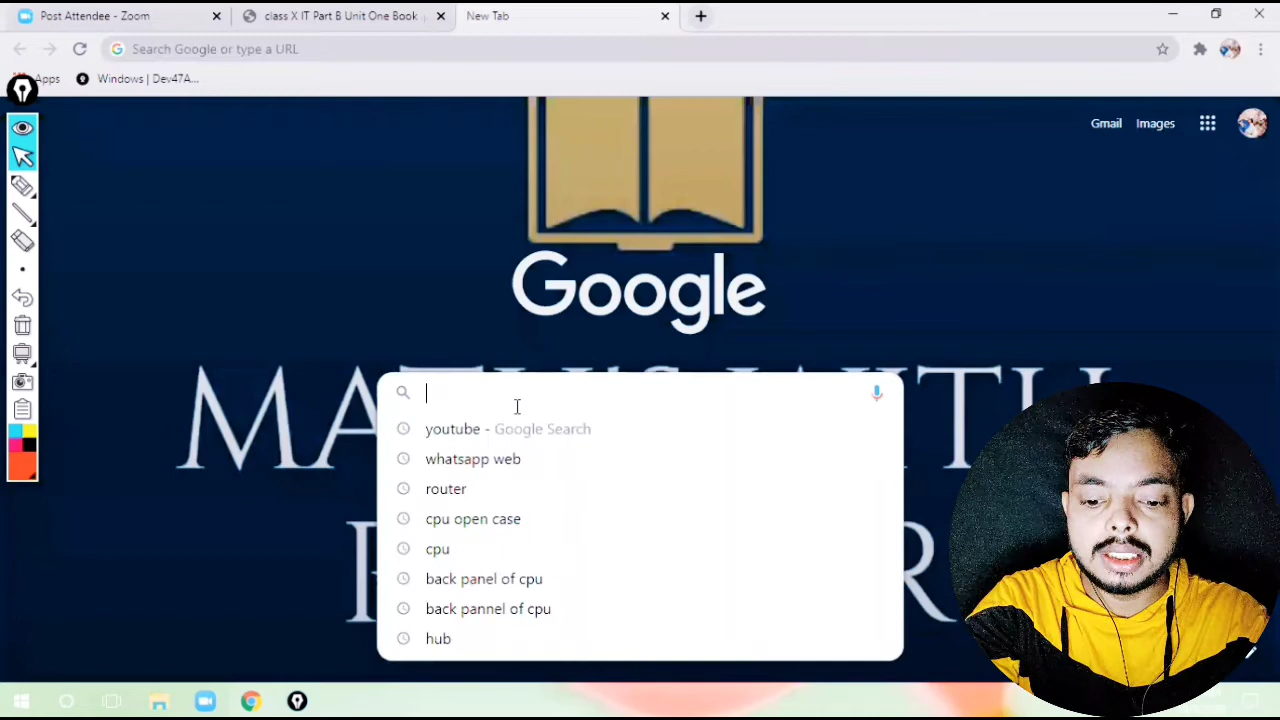 Post Attendee - Zoom
class X IT Part B Unit One Book
New Tab
Search Google or type a URL
Apps
Windows | Dev47A...
Gmail
Images
Google
youtube - Google Search
whatsapp web
router
cpu open case
cpu
back panel of cpu
back pannel of cpu
hub